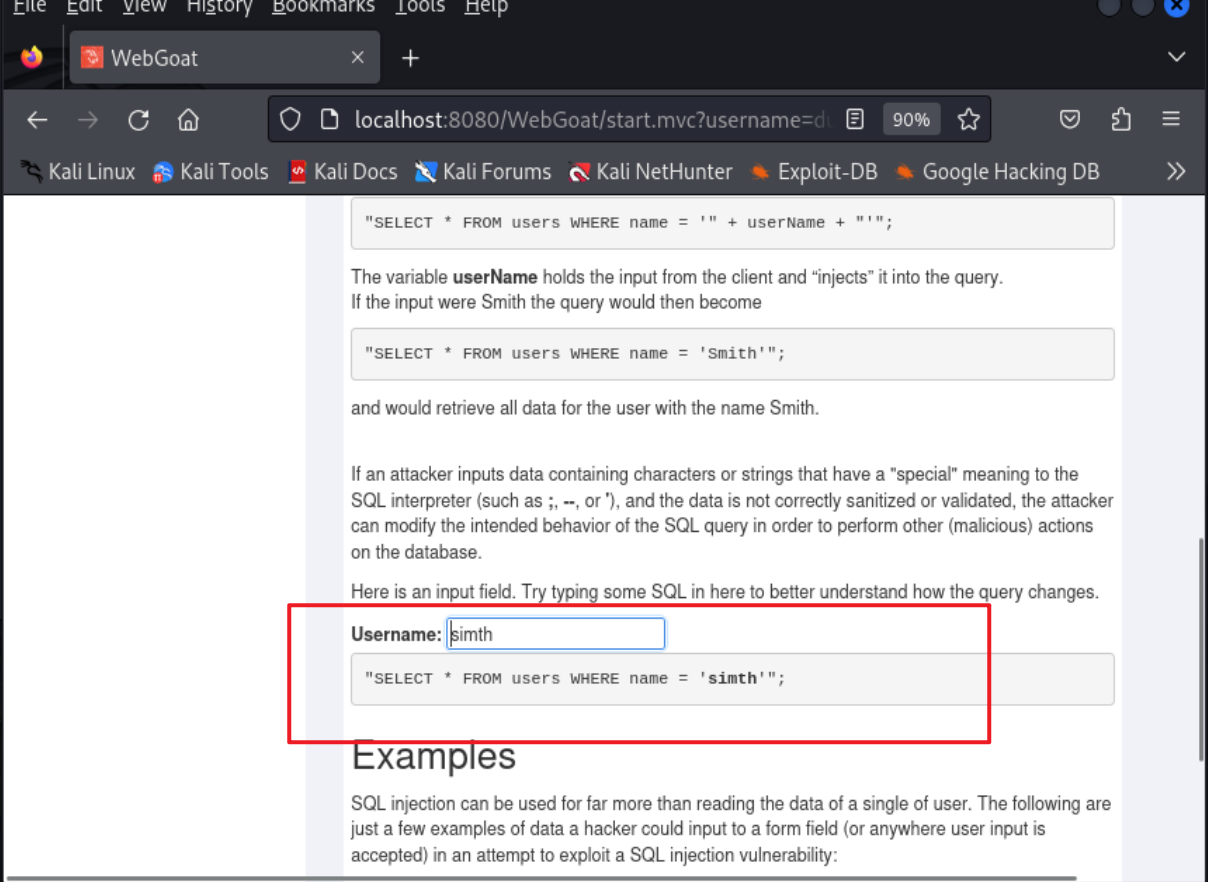 File Edit View History Bookmarks Tools Help
WebGoat
localhost:8080/WebGoat/start.mvc?username=du
90%
Kali Linux Kali Tools Kali Docs Kali Forums Kali NetHunter Exploit-DB Google Hacking DB
"SELECT * FROM users WHERE name = '" + userName + "'";
The variable userName holds the input from the client and “injects” it into the query.
If the input were Smith the query would then become
"SELECT * FROM users WHERE name = 'Smith'";
and would retrieve all data for the user with the name Smith.
If an attacker inputs data containing characters or strings that have a "special" meaning to the
SQL interpreter (such as ;, --, or '), and the data is not correctly sanitized or validated, the attacker
can modify the intended behavior of the SQL query in order to perform other (malicious) actions
on the database.
Here is an input field. Try typing some SQL in here to better understand how the query changes.
Username: simth
"SELECT * FROM users WHERE name = 'simth'";
Examples
SQL injection can be used for far more than reading the data of a single of user. The following are
just a few examples of data a hacker could input to a form field (or anywhere user input is
accepted) in an attempt to exploit a SQL injection vulnerability: